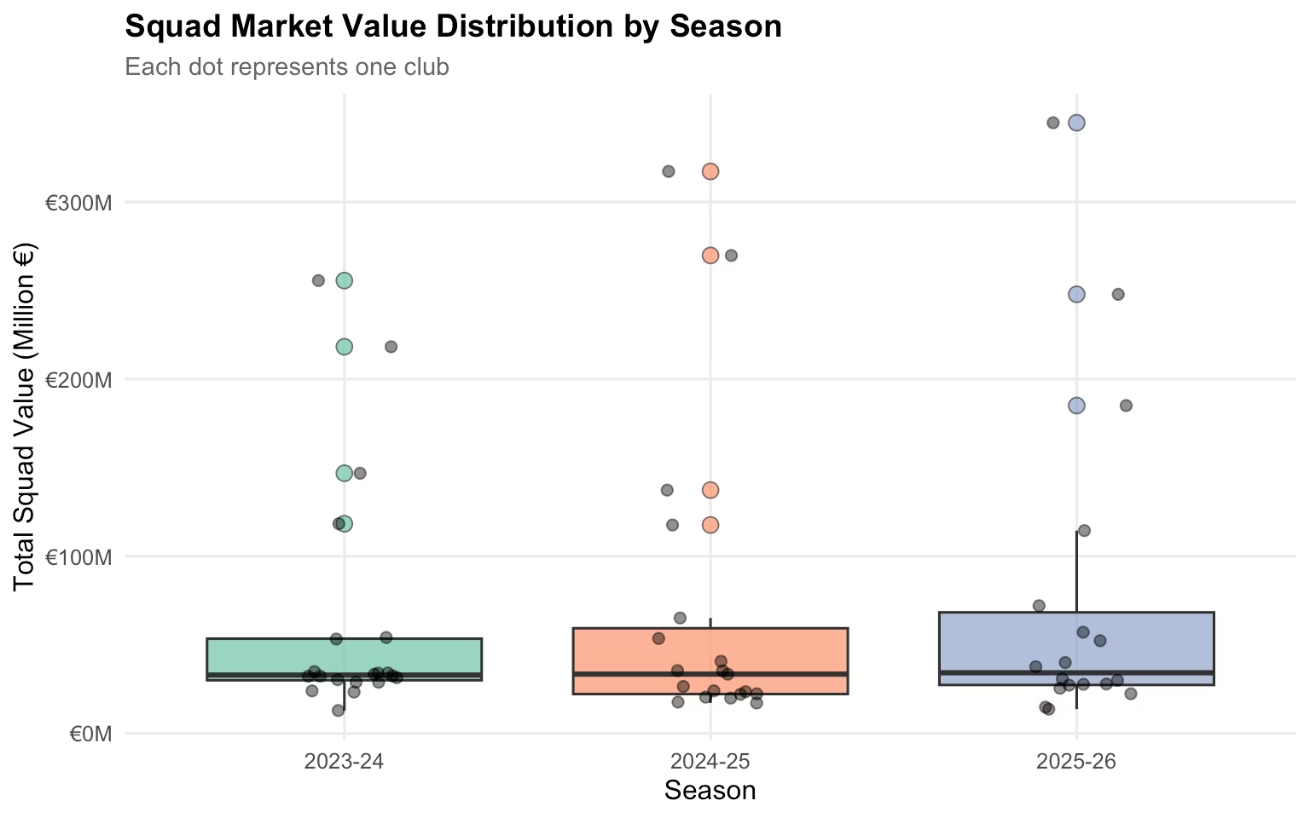 Squad Market Value Distribution by Season
Each dot represents one club
Total Squad Value (Million €)
€300M
€200M
€100M
€0M
2023-24
2024-25
2025-26
Season